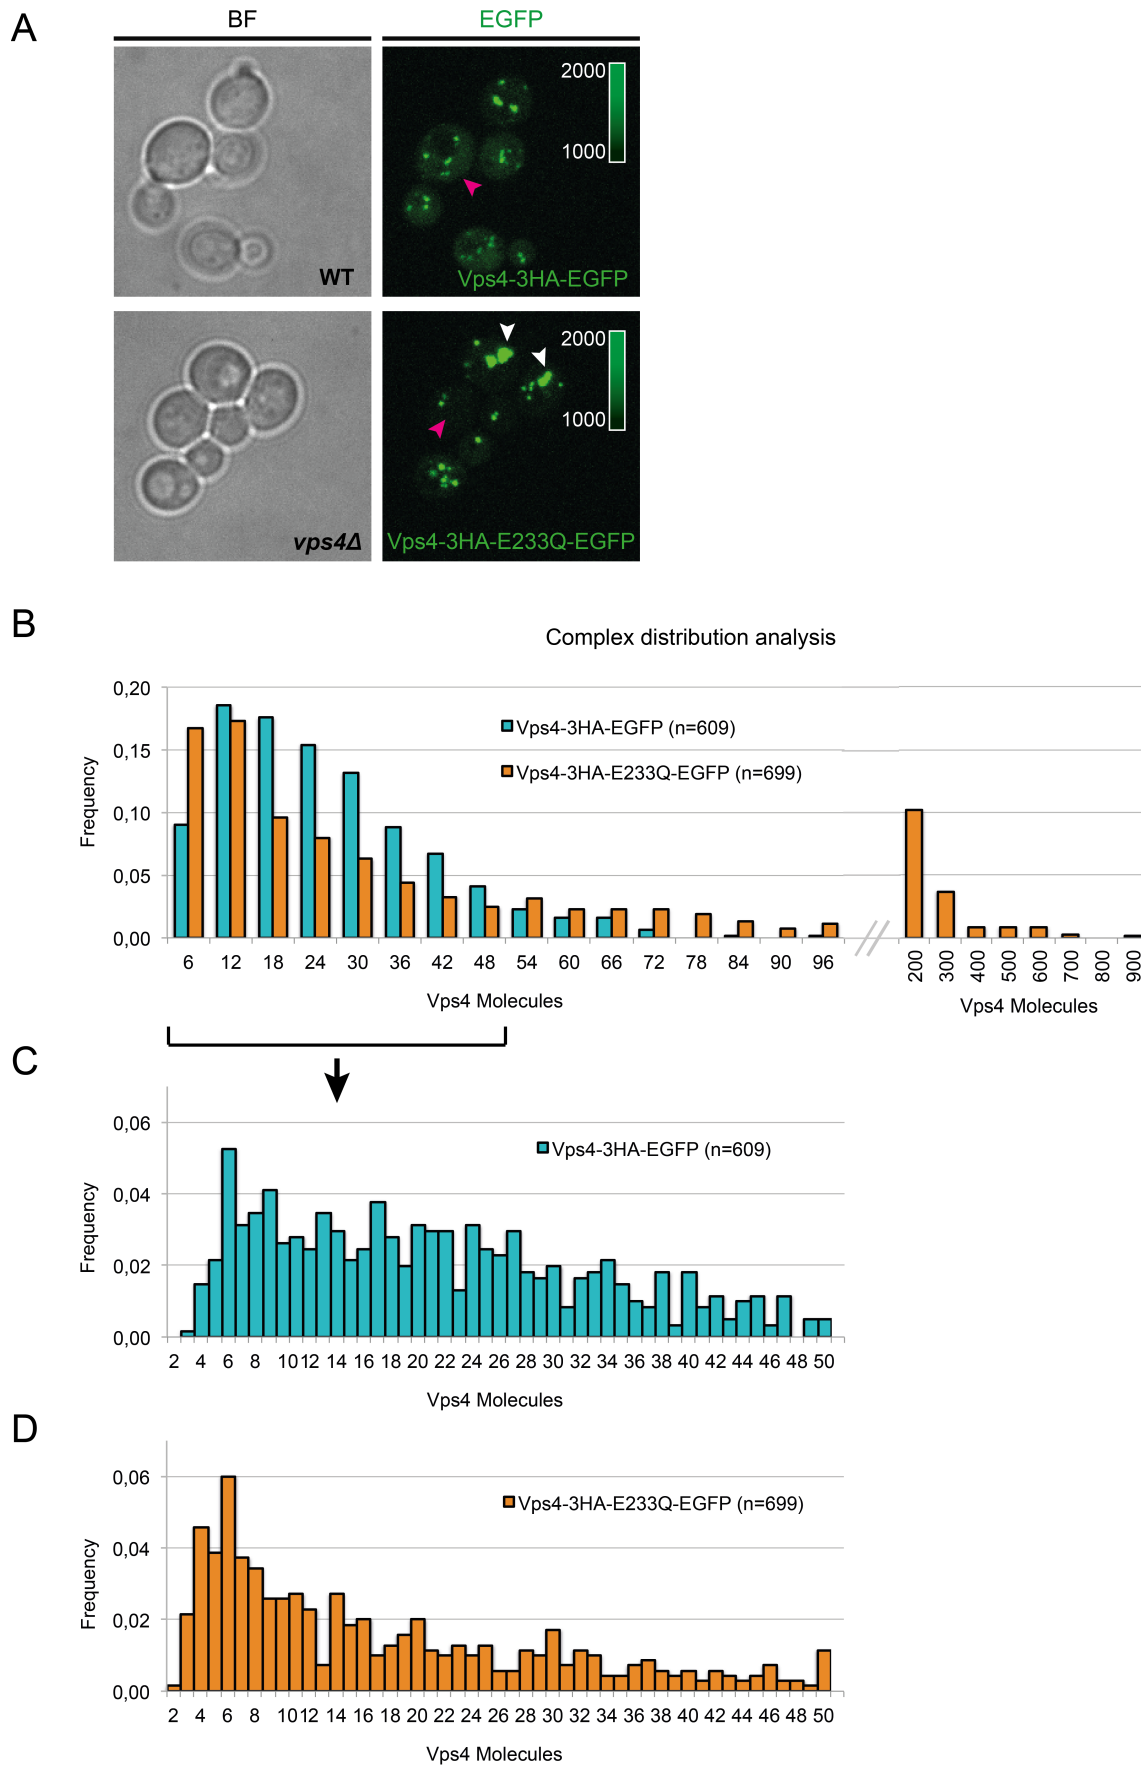 A
BF
EGFP
2000
1000
WT
Vps4-3HA-EGFP
2000
1000
vps4Δ
Vps4-3HA-E233Q-EGFP
B
Complex distribution analysis
0,20
0,15
0,10
0,05
0,00
Frequency
Vps4-3HA-EGFP (n=609)
Vps4-3HA-E233Q-EGFP (n=699)
6 12 18 24 30 36 42 48 54 60 66 72 78 84 90 96
200 300 400 500 600 700 800 900
Vps4 Molecules
Vps4 Molecules
C
0,06
0,04
0,02
0,00
Frequency
Vps4-3HA-EGFP (n=609)
2 4 6 8 10 12 14 16 18 20 22 24 26 28 30 32 34 36 38 40 42 44 46 48 50
Vps4 Molecules
D
0,06
0,04
0,02
0,00
Frequency
Vps4-3HA-E233Q-EGFP (n=699)
2 4 6 8 10 12 14 16 18 20 22 24 26 28 30 32 34 36 38 40 42 44 46 48 50
Vps4 Molecules